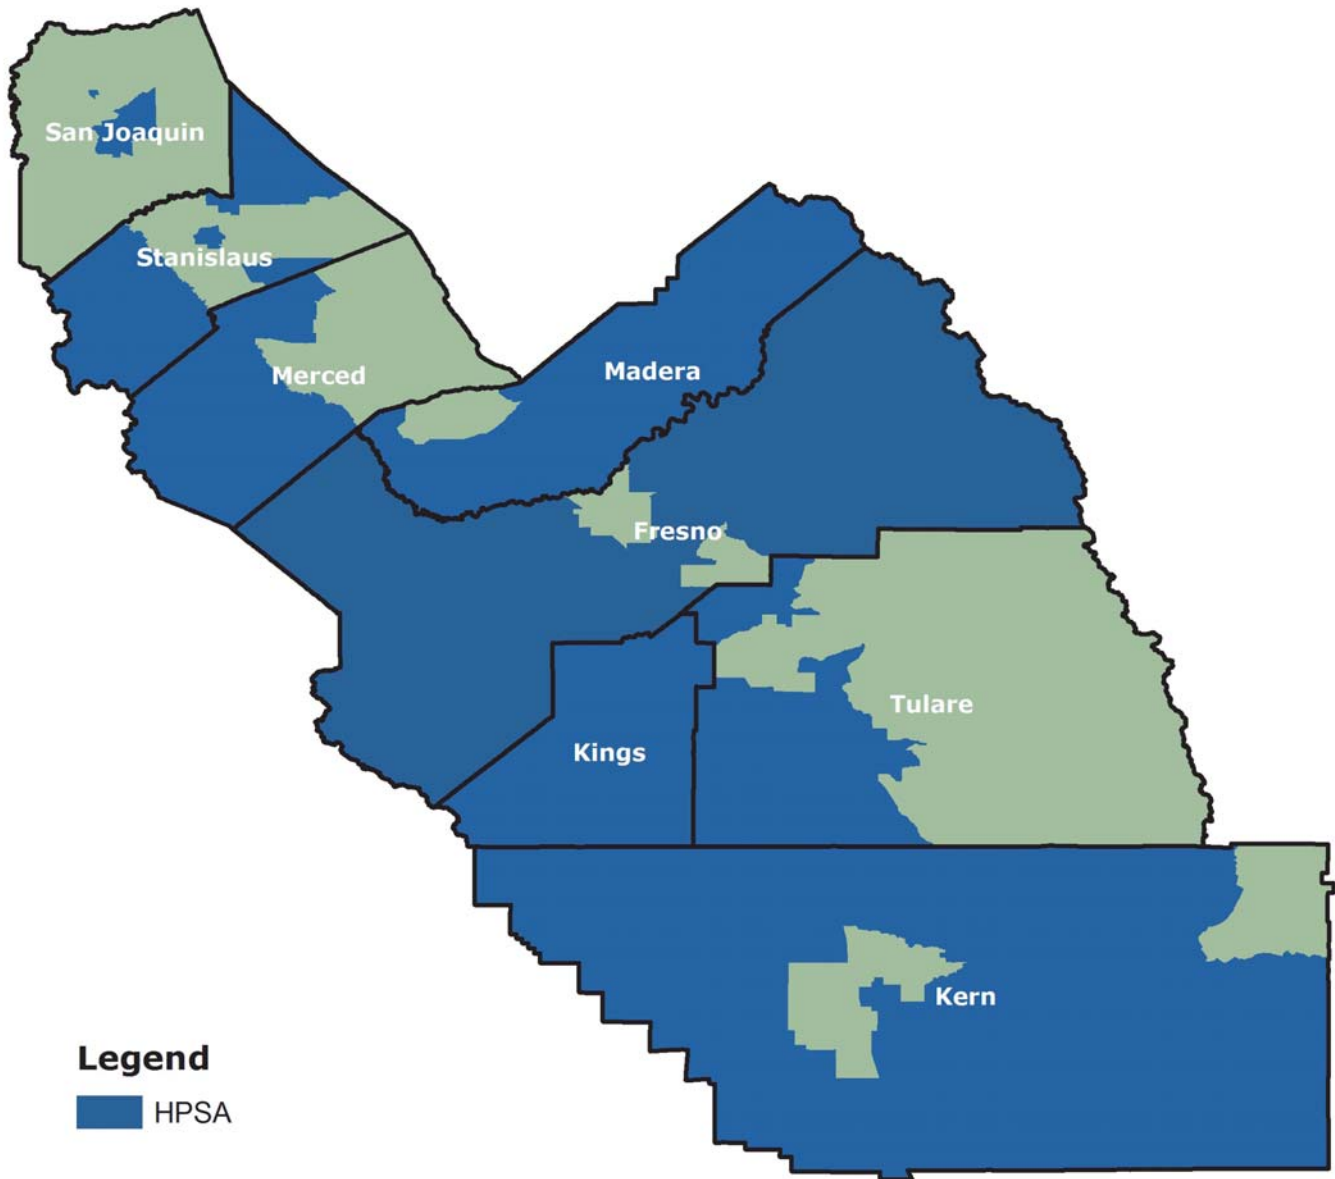 San Joaquin
Stanislaus
Merced
Madera
Fresno
Tulare
Kings
Kern
Legend
HPSA